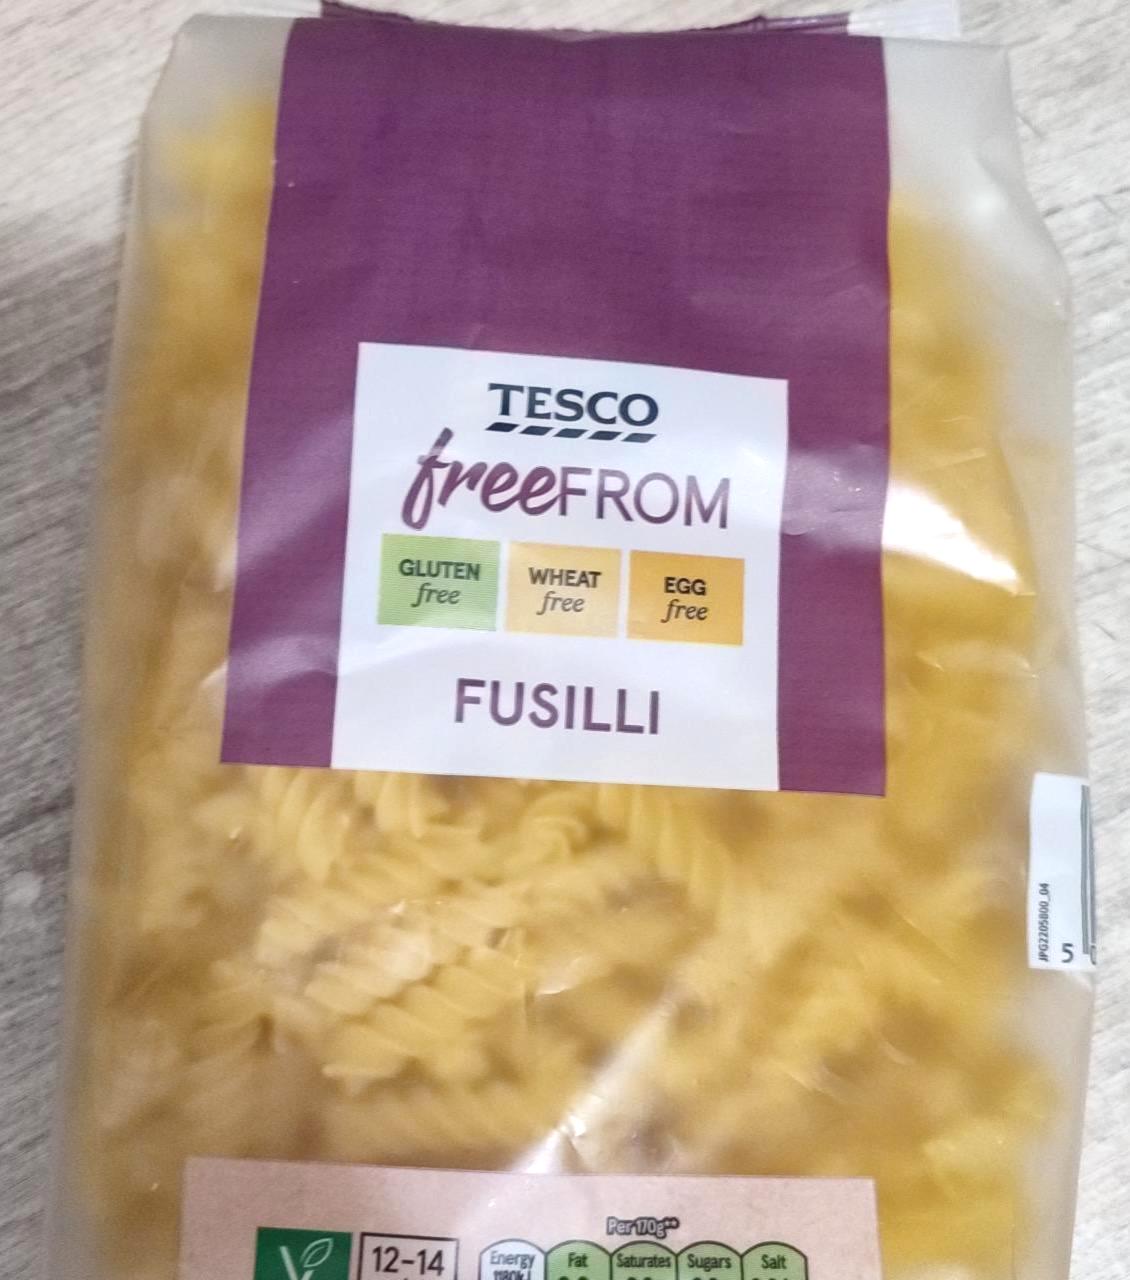 TESCO
freeFROM
GLUTEN
free
WHEAT
free
EGG
free
FUSILLI
JPG2205800_04
5
Per 170g**
12-14
Energy
Fat
Saturates
Sugars
Salt